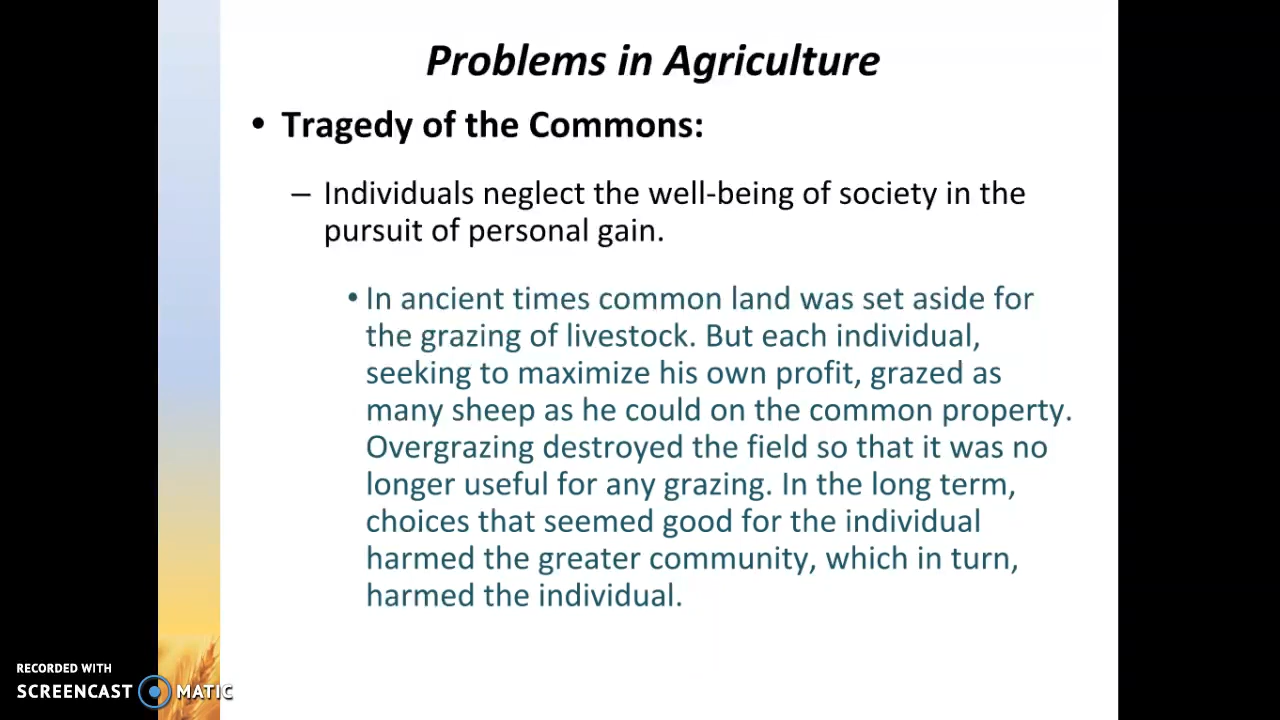 Problems in Agriculture
• Tragedy of the Commons:
– Individuals neglect the well-being of society in the
pursuit of personal gain.
• In ancient times common land was set aside for
the grazing of livestock. But each individual,
seeking to maximize his own profit, grazed as
many sheep as he could on the common property.
Overgrazing destroyed the field so that it was no
longer useful for any grazing. In the long term,
choices that seemed good for the individual
harmed the greater community, which in turn,
harmed the individual.
RECORDED WITH
SCREENCAST MATIC